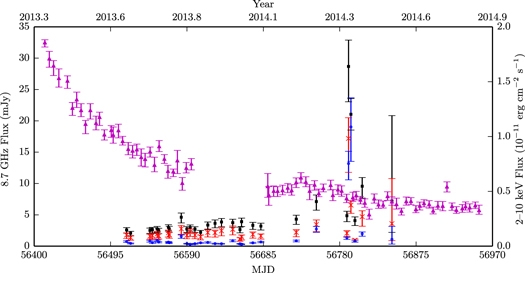 Year
2013.3 2013.6 2013.8 2014.1 2014.3 2014.6 2014.9
35 2.0
30
25 1.5
20
15 1.0
10 0.5
5
0 0.0
8.7 GHz Flux (mJy)
2–10 keV Flux (10⁻¹¹ erg cm⁻² s⁻¹)
56400 56495 56590 56685 56780 56875 56970
MJD